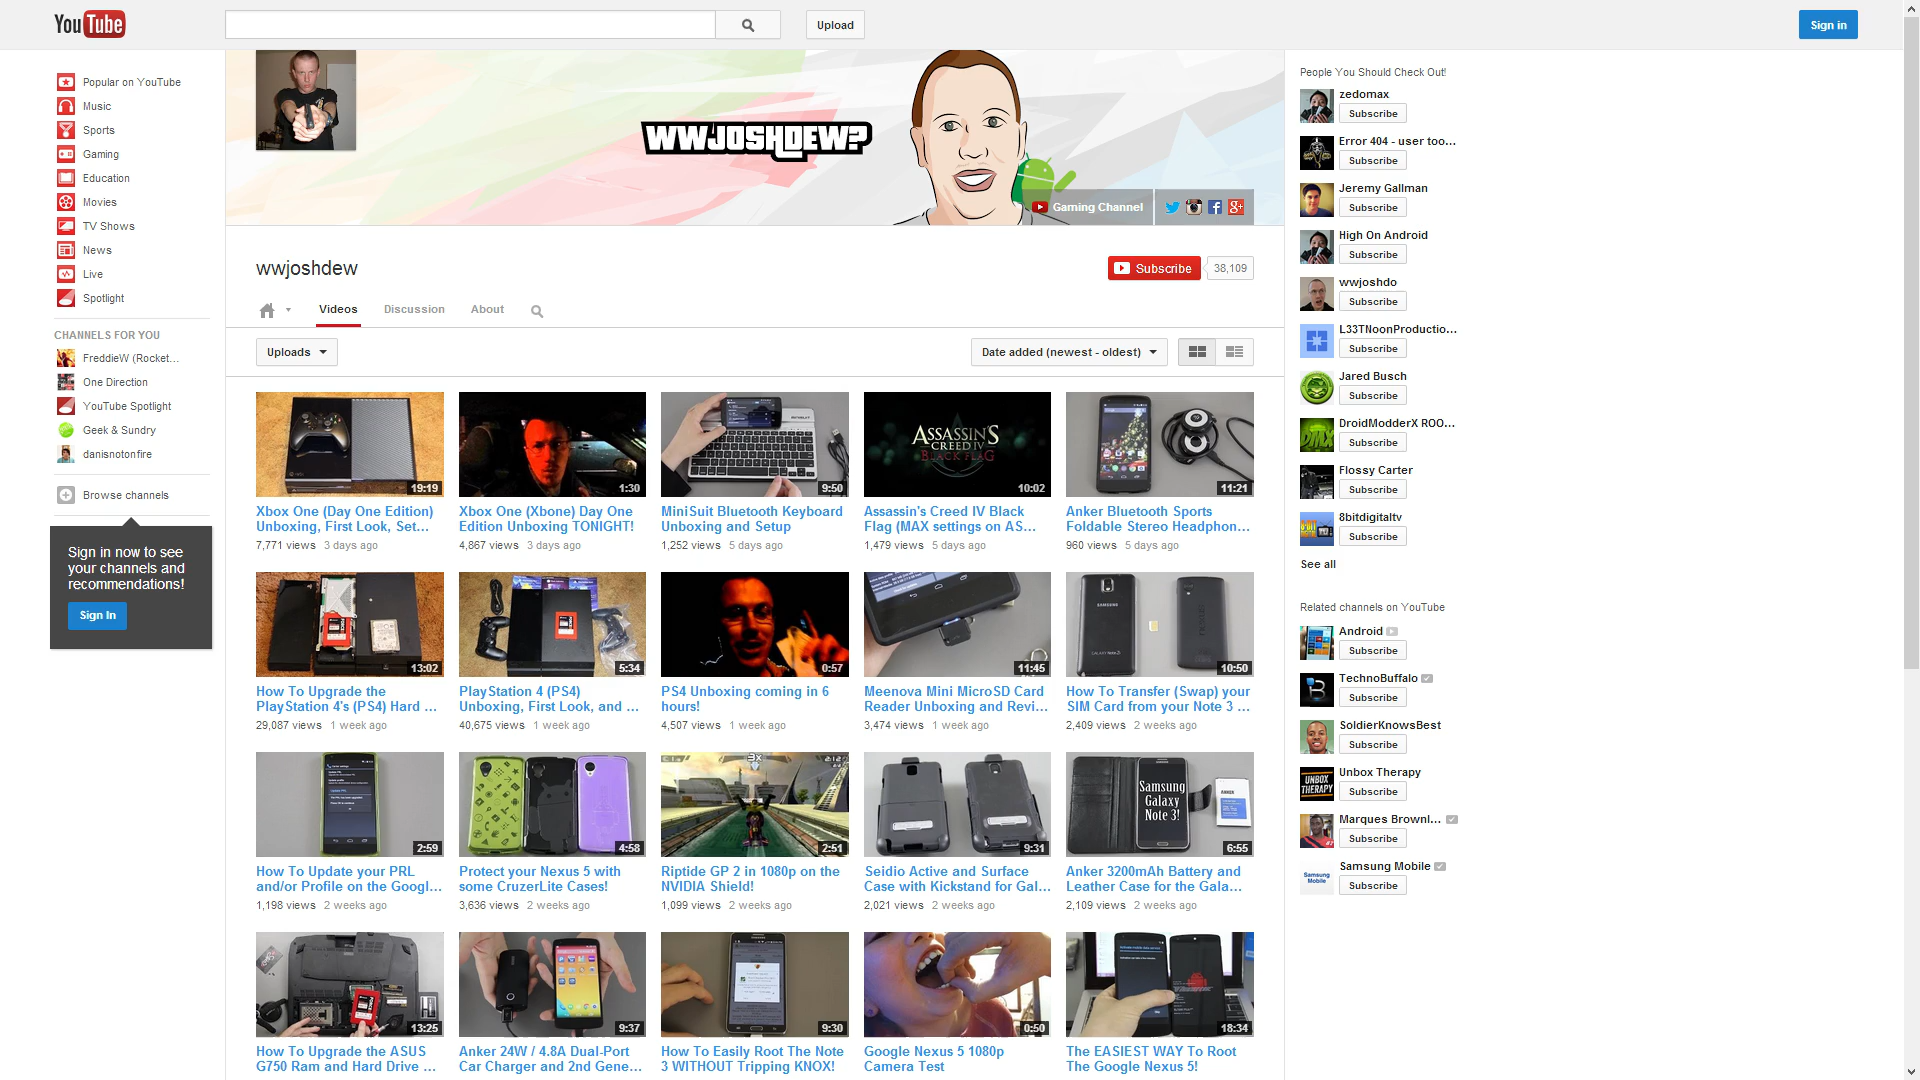 YouTube
Upload
Sign in
Popular on YouTube
Music
Sports
Gaming
Education
Movies
TV Shows
News
Live
Spotlight
CHANNELS FOR YOU
FreddieW (Rocket...
One Direction
YouTube Spotlight
Geek & Sundry
danisnotonfire
Browse channels
Sign in now to see
your channels and
recommendations!
Sign In
WWJOSHDEW?
Gaming Channel
wwjoshdew
Subscribe 38,109
Videos Discussion About
Uploads
Date added (newest - oldest)
19:19
Xbox One (Day One Edition)
Unboxing, First Look, Set...
7,771 views 3 days ago
1:30
Xbox One (Xbone) Day One
Edition Unboxing TONIGHT!
4,867 views 3 days ago
9:50
MiniSuit Bluetooth Keyboard
Unboxing and Setup
1,252 views 5 days ago
ASSASSIN'S
CREED IV
BLACK FLAG
10:02
Assassin's Creed IV Black
Flag (MAX settings on AS...
1,479 views 5 days ago
11:21
Anker Bluetooth Sports
Foldable Stereo Headphon...
960 views 5 days ago
13:02
How To Upgrade the
PlayStation 4's (PS4) Hard ...
29,087 views 1 week ago
5:34
PlayStation 4 (PS4)
Unboxing, First Look, and ...
40,675 views 1 week ago
0:57
PS4 Unboxing coming in 6
hours!
4,507 views 1 week ago
11:45
Meenova Mini MicroSD Card
Reader Unboxing and Revi...
3,474 views 1 week ago
SAMSUNG
10:50
How To Transfer (Swap) your
SIM Card from your Note 3 ...
2,409 views 2 weeks ago
2:59
How To Update your PRL
and/or Profile on the Googl...
1,198 views 2 weeks ago
4:58
Protect your Nexus 5 with
some CruzerLite Cases!
3,636 views 2 weeks ago
2:51
Riptide GP 2 in 1080p on the
NVIDIA Shield!
1,099 views 2 weeks ago
9:31
Seidio Active and Surface
Case with Kickstand for Gal...
2,021 views 2 weeks ago
Samsung
Galaxy
Note 3!
ANKER
6:55
Anker 3200mAh Battery and
Leather Case for the Gala...
2,109 views 2 weeks ago
13:25
How To Upgrade the ASUS
G750 Ram and Hard Drive ...
9:37
Anker 24W / 4.8A Dual-Port
Car Charger and 2nd Gene...
9:30
How To Easily Root The Note
3 WITHOUT Tripping KNOX!
0:50
Google Nexus 5 1080p
Camera Test
18:34
The EASIEST WAY To Root
The Google Nexus 5!
People You Should Check Out!
zedomax
Subscribe
Error 404 - user too...
Subscribe
Jeremy Gallman
Subscribe
High On Android
Subscribe
wwjoshdo
Subscribe
L33TNoonProductio...
Subscribe
Jared Busch
Subscribe
DroidModderX ROO...
Subscribe
Flossy Carter
Subscribe
8bitdigitaltv
Subscribe
See all
Related channels on YouTube
Android
Subscribe
TechnoBuffalo
Subscribe
SoldierKnowsBest
Subscribe
UNBOX
THERAPY
Unbox Therapy
Subscribe
Marques Brownl...
Subscribe
Samsung
Mobile
Samsung Mobile
Subscribe